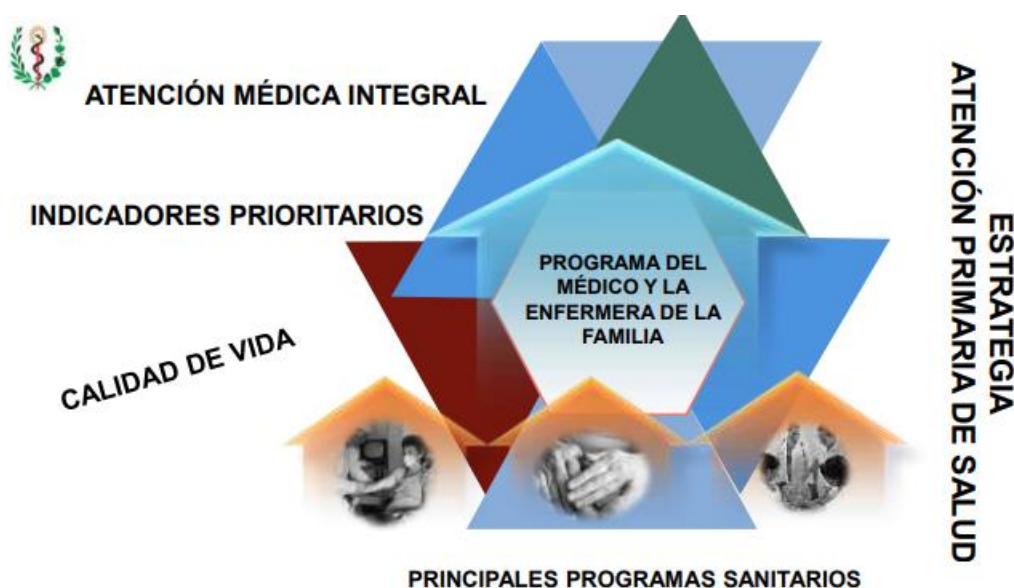 ATENCIÓN MÉDICA INTEGRAL
INDICADORES PRIORITARIOS
CALIDAD DE VIDA
PROGRAMA DEL
MÉDICO Y LA
ENFERMERA DE LA
FAMILIA
ESTRATEGIA
ATENCIÓN PRIMARIA DE SALUD
PRINCIPALES PROGRAMAS SANITARIOS